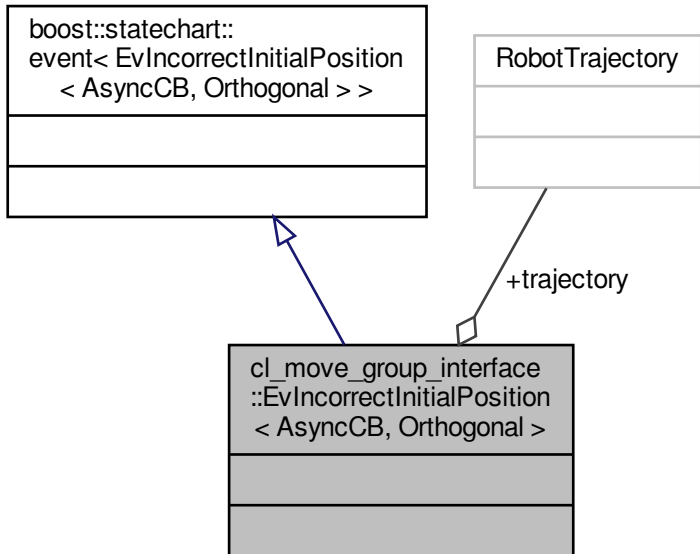 boost::statechart::
event< EvIncorrectInitialPosition
< AsyncCB, Orthogonal > >
RobotTrajectory
+trajectory
cl_move_group_interface
::EvIncorrectInitialPosition
< AsyncCB, Orthogonal >